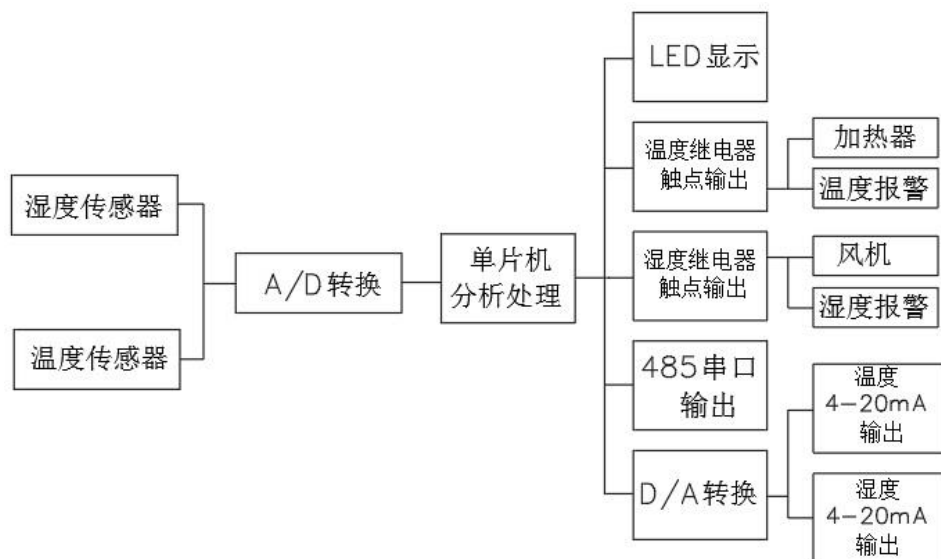 湿度传感器
温度传感器
A/D转换
单片机
分析处理
LED显示
温度继电器
触点输出
加热器
温度报警
湿度继电器
触点输出
风机
湿度报警
485串口
输出
D/A转换
温度
4-20mA
输出
湿度
4-20mA
输出